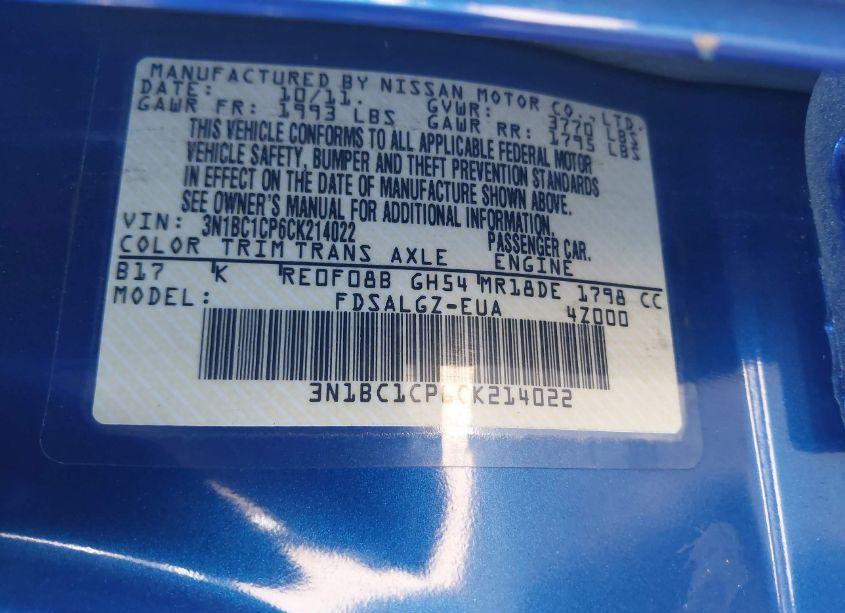 MANUFACTURED BY NISSAN MOTOR CO., LTD.
DATE: 10/11. GVWR: 3770 LBS
GAWR FR: 1993 LBS GAWR RR: 1795 LBS
THIS VEHICLE CONFORMS TO ALL APPLICABLE FEDERAL MOTOR
VEHICLE SAFETY, BUMPER AND THEFT PREVENTION STANDARDS
IN EFFECT ON THE DATE OF MANUFACTURE SHOWN ABOVE.
SEE OWNER'S MANUAL FOR ADDITIONAL INFORMATION.
VIN: 3N1BC1CP6CK214022 PASSENGER CAR.
COLOR TRIM TRANS AXLE ENGINE
B17 K RE0F08B GH54 MR18DE 1798 CC
MODEL: FDSALGZ-EUA 4Z000
3N1BC1CP6CK214022